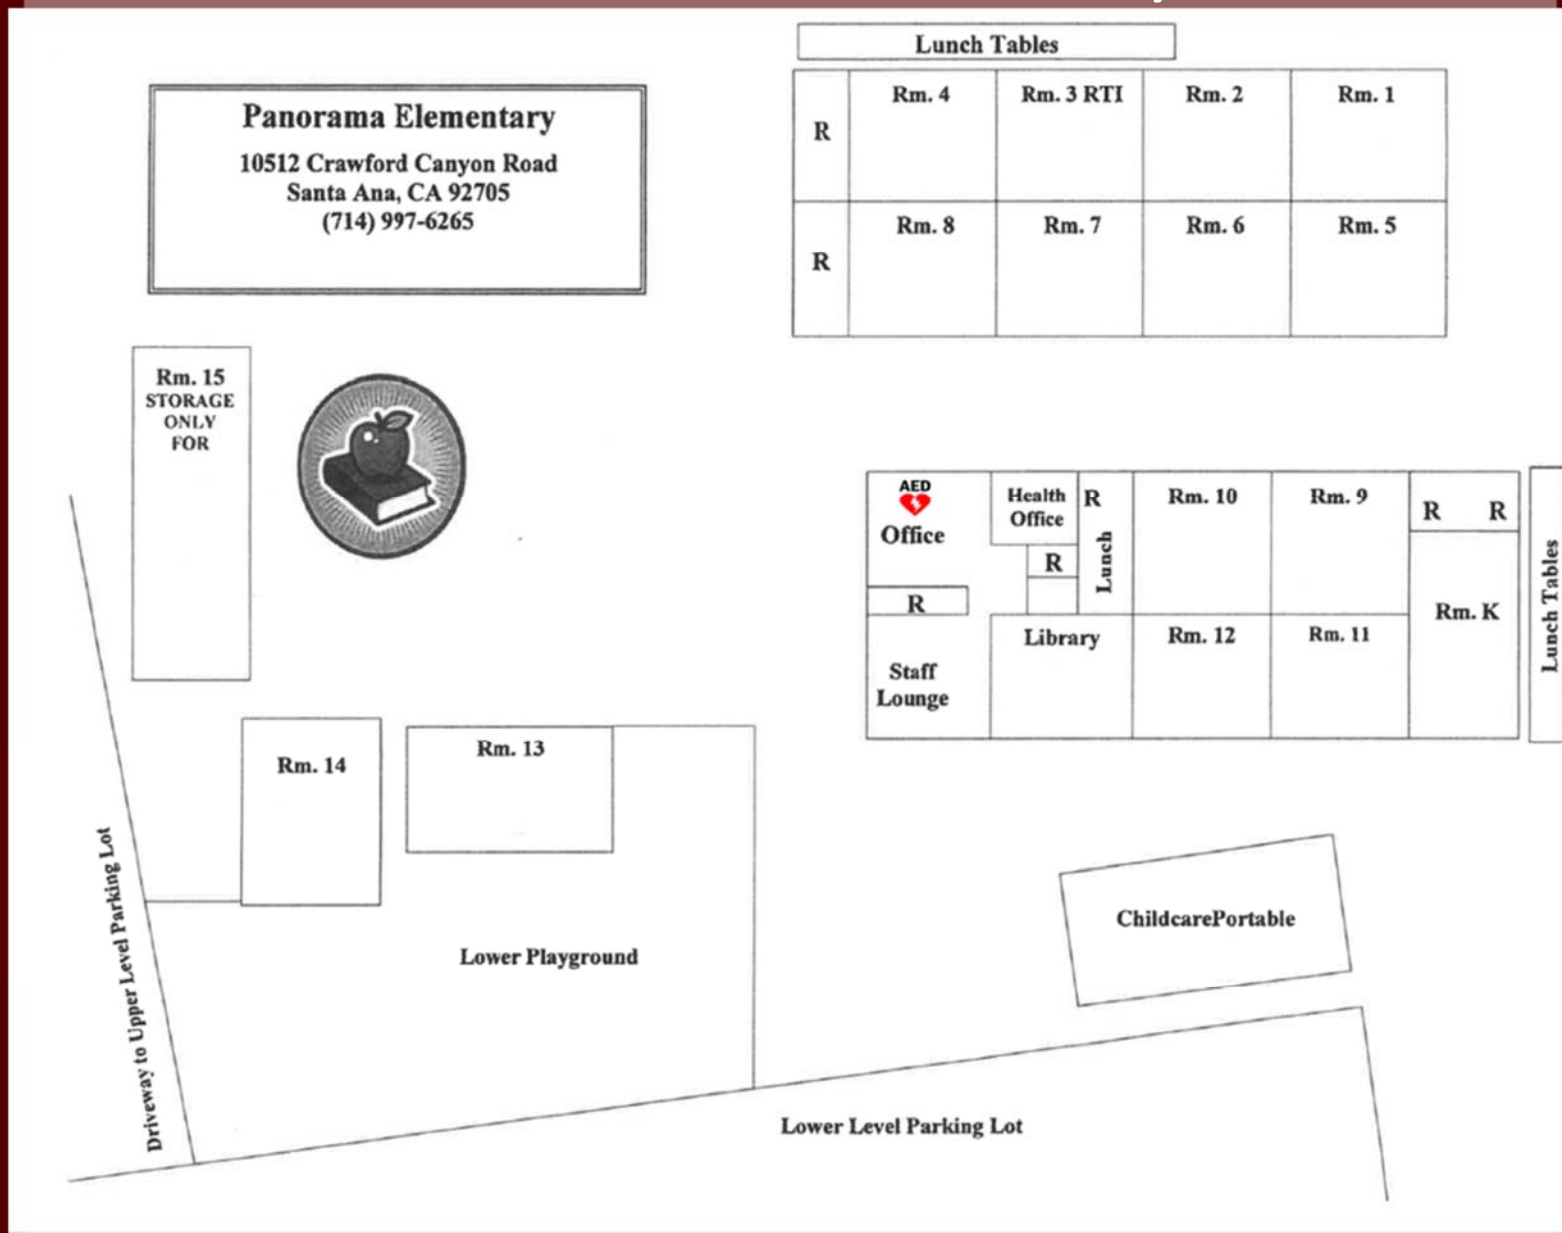 Panorama Elementary
10512 Crawford Canyon Road
Santa Ana, CA 92705
(714) 997-6265
Lunch Tables
R
Rm. 4
Rm. 3 RTI
Rm. 2
Rm. 1
R
Rm. 8
Rm. 7
Rm. 6
Rm. 5
Rm. 15
STORAGE
ONLY
FOR
AED
Office
Health
Office
R
Lunch
R
R
Staff
Lounge
Library
Rm. 10
Rm. 9
Rm. 12
Rm. 11
R
R
Rm. K
Lunch Tables
Rm. 14
Rm. 13
Lower Playground
Driveway to Upper Level Parking Lot
ChildcarePortable
Lower Level Parking Lot